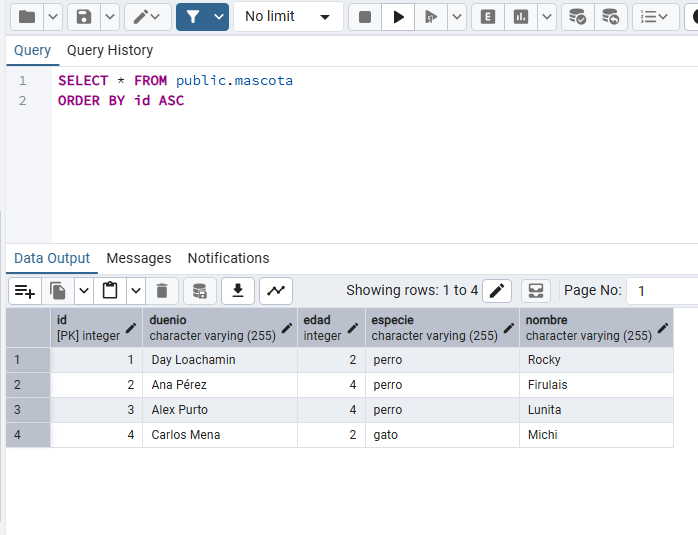 No limit
E
Query Query History
1 SELECT * FROM public.mascota
2 ORDER BY id ASC
Data Output Messages Notifications
Showing rows: 1 to 4 Page No: 1
id duenio edad especie nombre
[PK] integer character varying (255) integer character varying (255) character varying (255)
1 1 Day Loachamin 2 perro Rocky
2 2 Ana Pérez 4 perro Firulais
3 3 Alex Purto 4 perro Lunita
4 4 Carlos Mena 2 gato Michi